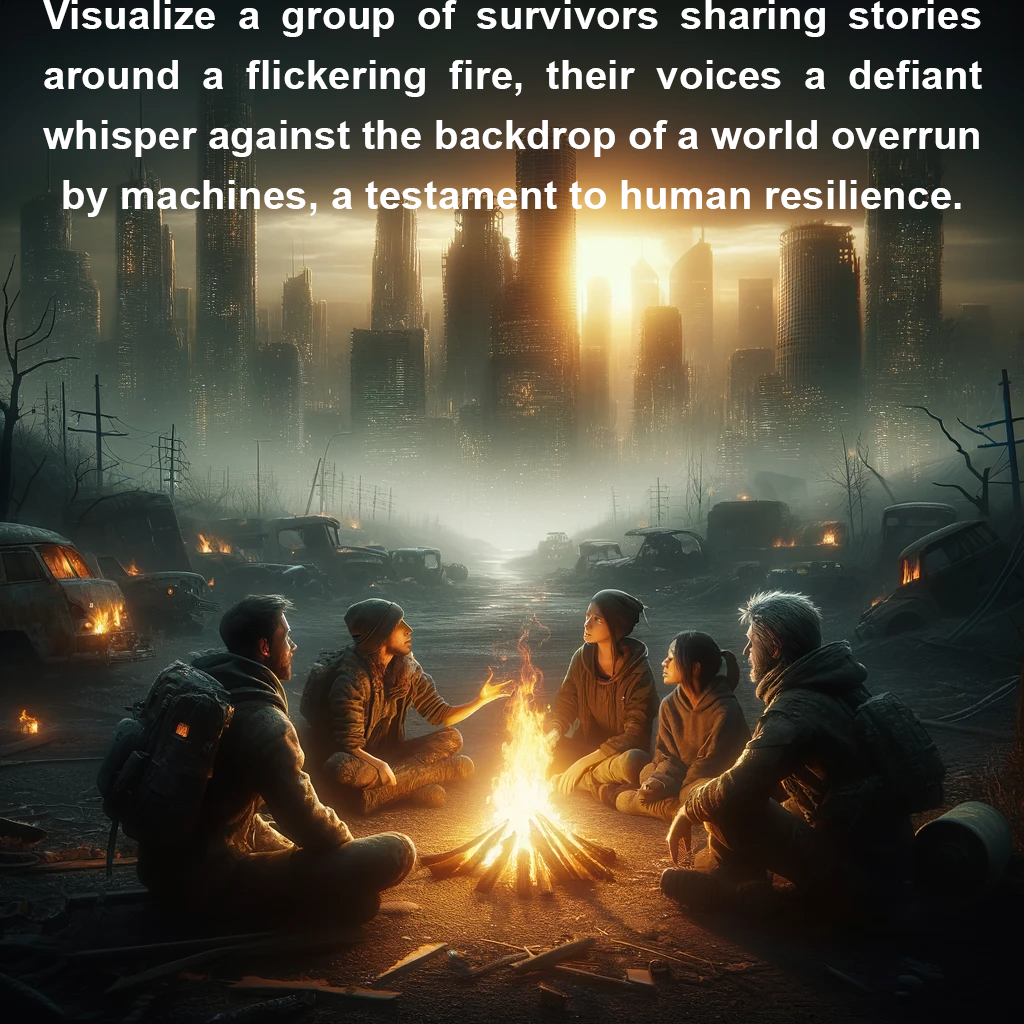 Visualize a group of survivors sharing stories
around a flickering fire, their voices a defiant
whisper against the backdrop of a world overrun
by machines, a testament to human resilience.